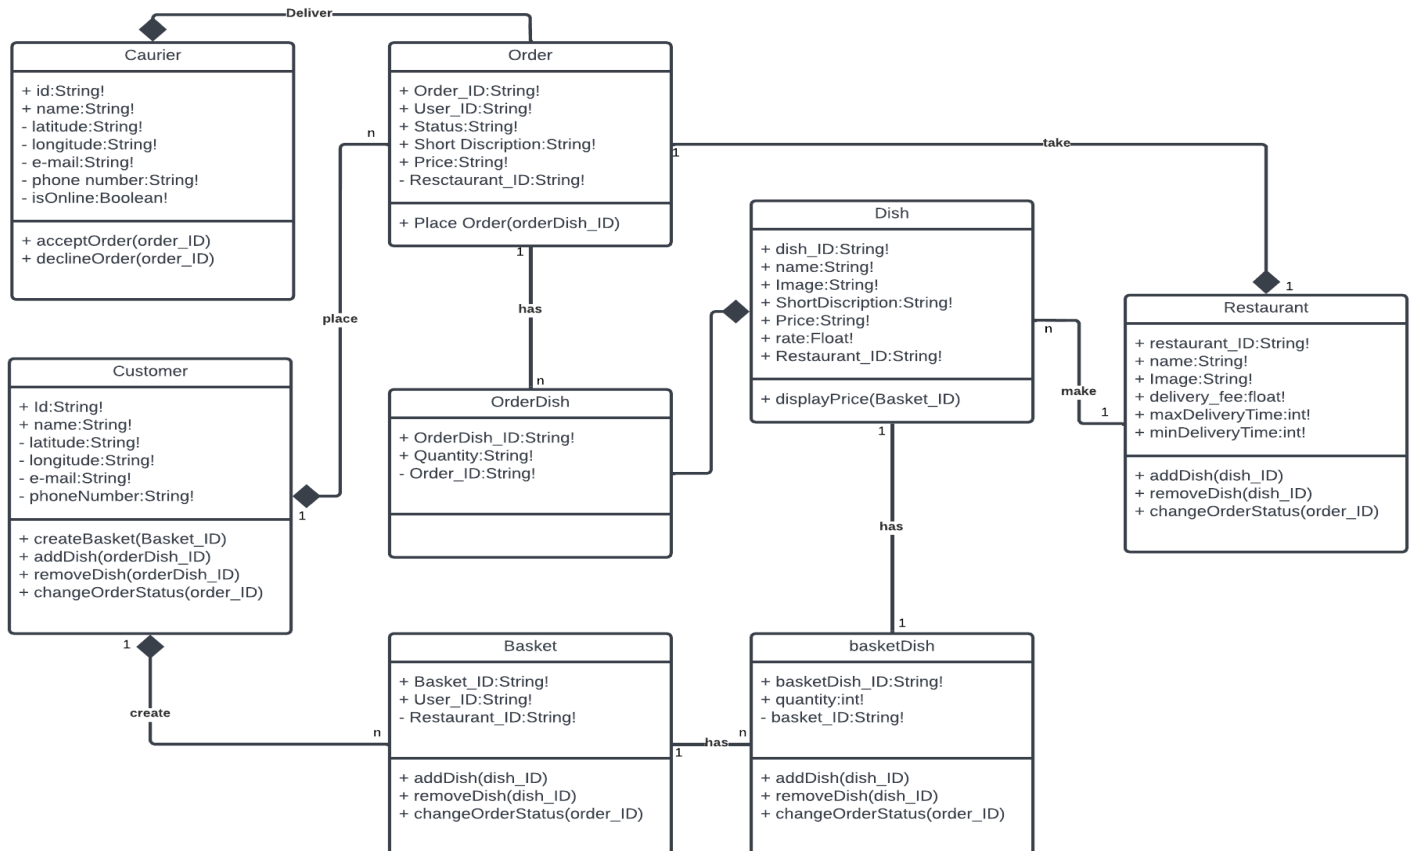 Deliver
Caurier
+ id:String!
+ name:String!
- latitude:String!
- longitude:String!
- e-mail:String!
- phone number:String!
- isOnline:Boolean!
+ acceptOrder(order_ID)
+ declineOrder(order_ID)
Order
+ Order_ID:String!
+ User_ID:String!
+ Status:String!
+ Short Discription:String!
+ Price:String!
- Resctaurant_ID:String!
+ Place Order(orderDish_ID)
n
place
1
1
take
1
1
has
n
Dish
+ dish_ID:String!
+ name:String!
+ Image:String!
+ ShortDiscription:String!
+ Price:String!
+ rate:Float!
+ Restaurant_ID:String!
+ displayPrice(Basket_ID)
n
make
1
Restaurant
+ restaurant_ID:String!
+ name:String!
+ Image:String!
+ delivery_fee:float!
+ maxDeliveryTime:int!
+ minDeliveryTime:int!
+ addDish(dish_ID)
+ removeDish(dish_ID)
+ changeOrderStatus(order_ID)
Customer
+ Id:String!
+ name:String!
- latitude:String!
- longitude:String!
- e-mail:String!
- phoneNumber:String!
+ createBasket(Basket_ID)
+ addDish(orderDish_ID)
+ removeDish(orderDish_ID)
+ changeOrderStatus(order_ID)
OrderDish
+ OrderDish_ID:String!
+ Quantity:String!
- Order_ID:String!
1
has
1
1
create
n
Basket
+ Basket_ID:String!
+ User_ID:String!
- Restaurant_ID:String!
+ addDish(dish_ID)
+ removeDish(dish_ID)
+ changeOrderStatus(order_ID)
1
has
n
basketDish
+ basketDish_ID:String!
+ quantity:int!
- basket_ID:String!
+ addDish(dish_ID)
+ removeDish(dish_ID)
+ changeOrderStatus(order_ID)